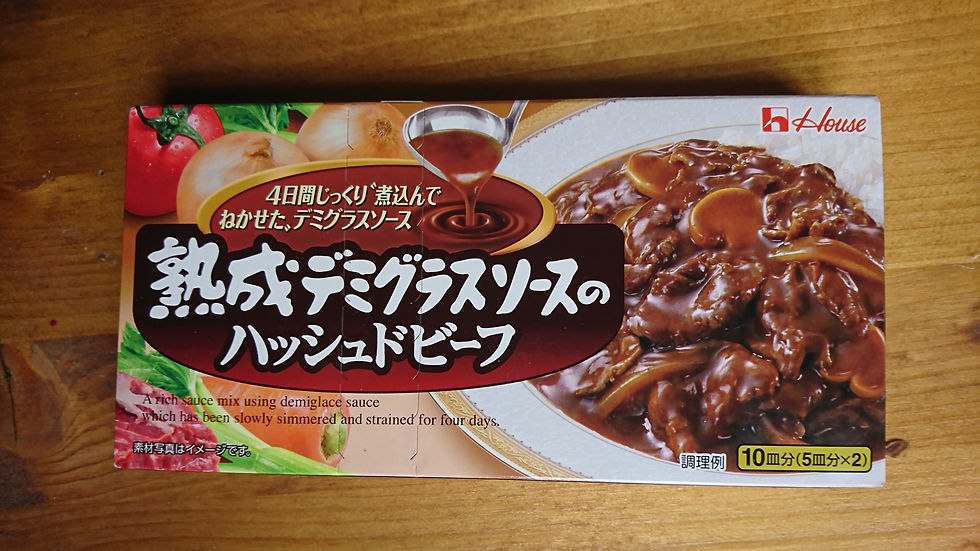 House
4日間じっくり〝煮込んで
ねかせた〟デミグラスソース
熟成デミグラスソースの
ハッシュドビーフ
A rich sauce mix using demiglace sauce
which has been slowly simmered and strained for four days.
素材写真はイメージです。
調理例
10皿分(5皿分×2)